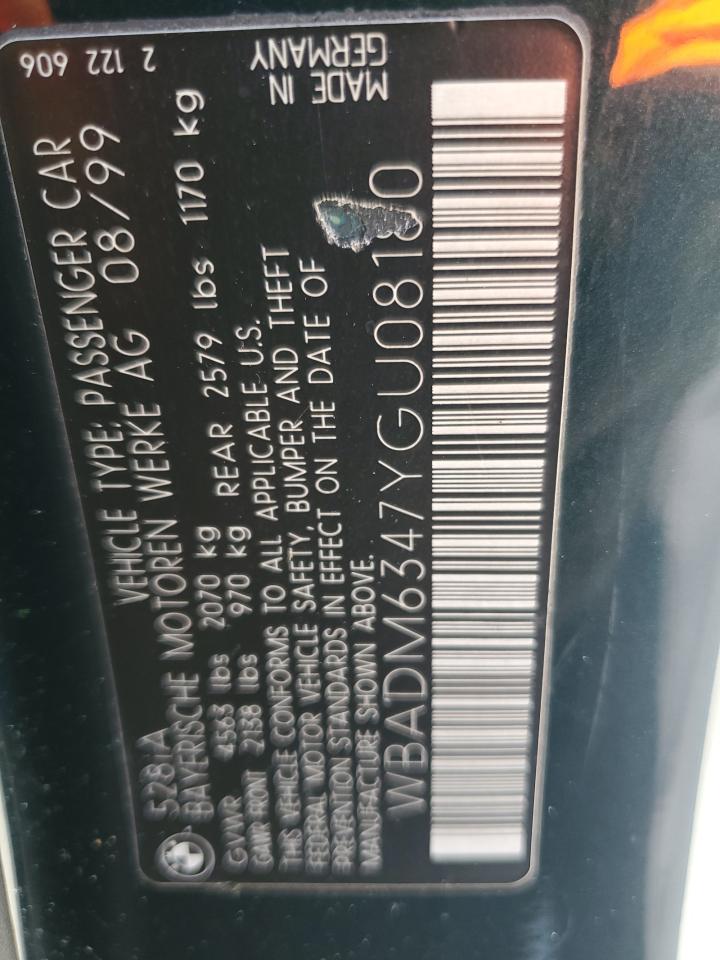 2 122 606
MADE IN
GERMANY
VEHICLE TYPE: PASSENGER CAR
528iA
BAYERISCHE MOTOREN WERKE AG 08/99
GVWR 4563 lbs 2070 kg
GAWR FRONT 2138 lbs 970 kg REAR 2579 lbs 1170 kg
THIS VEHICLE CONFORMS TO ALL APPLICABLE U.S.
FEDERAL MOTOR VEHICLE SAFETY, BUMPER AND THEFT
PREVENTION STANDARDS IN EFFECT ON THE DATE OF
MANUFACTURE SHOWN ABOVE.
WBADM6347YGU08180